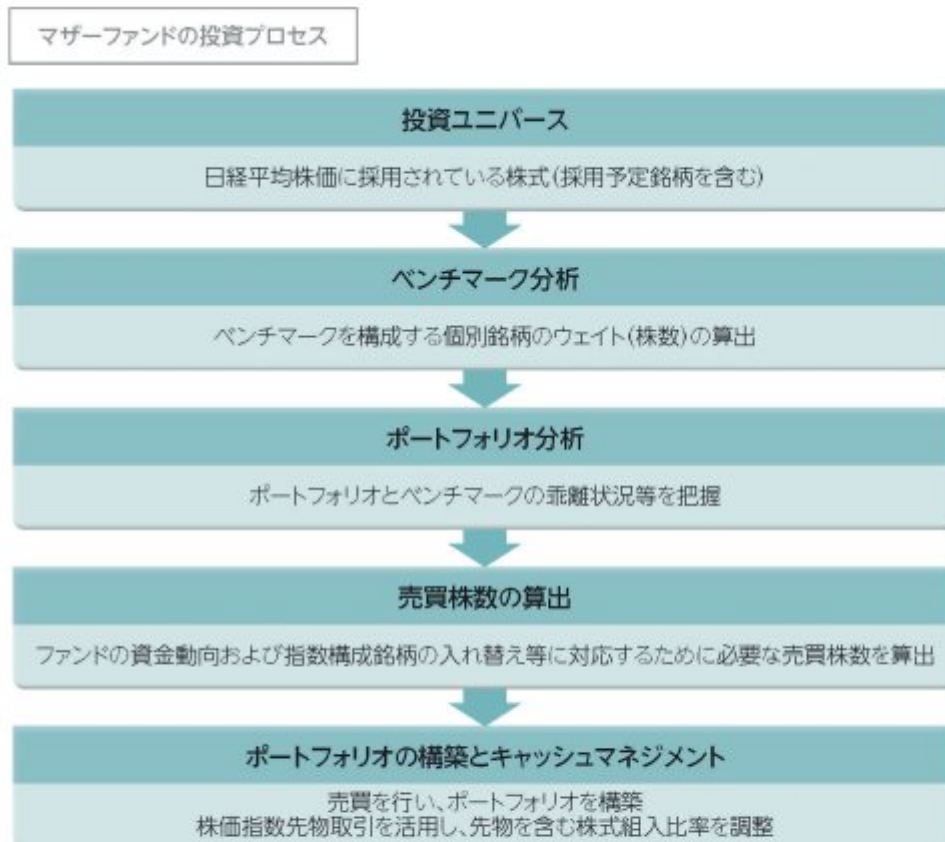 マザーファンドの投資プロセス
投資ユニバース
日経平均株価に採用されている株式(採用予定銘柄を含む)
ベンチマーク分析
ベンチマークを構成する個別銘柄のウェイト(株数)の算出
ポートフォリオ分析
ポートフォリオとベンチマークの乖離状況等を把握
売買株数の算出
ファンドの資金動向および指数構成銘柄の入れ替え等に対応するために必要な売買株数を算出
ポートフォリオの構築とキャッシュマネジメント
売買を行い、ポートフォリオを構築
株価指数先物取引を活用し、先物を含む株式組入比率を調整